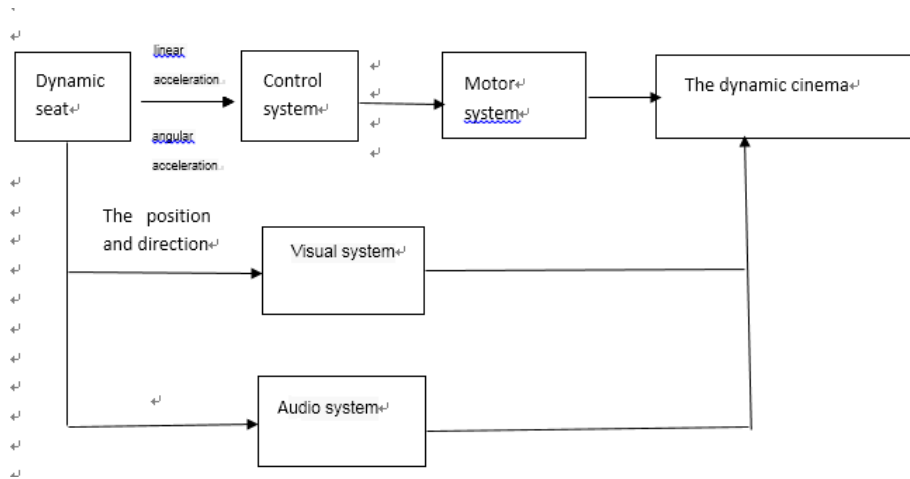 linear
acceleration
Dynamic
seat
Control
system
Motor
system
The dynamic cinema
angular
acceleration
The position
and direction
Visual system
Audio system